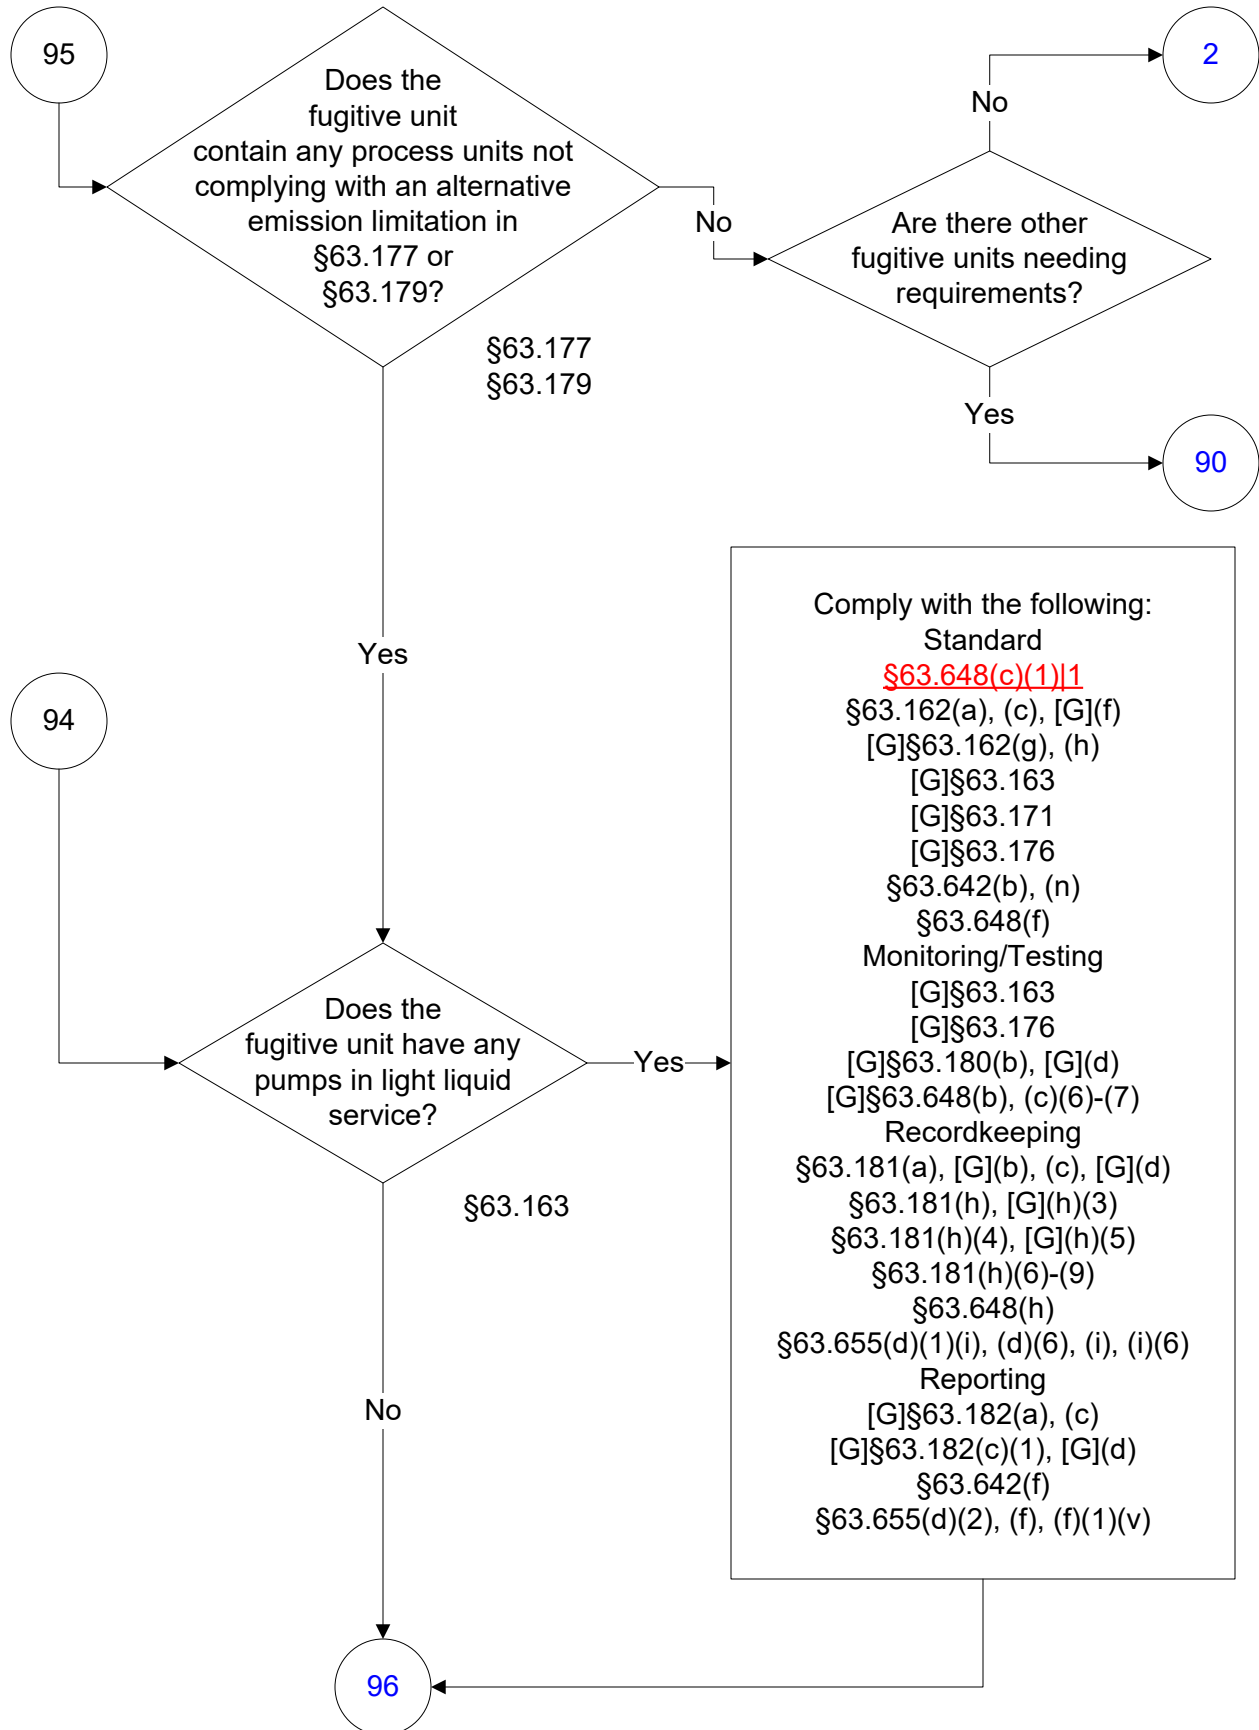 95
Does the
fugitive unit
contain any process units not
complying with an alternative
emission limitation in
§63.177 or
§63.179?
§63.177
§63.179
No
Are there other
fugitive units needing
requirements?
No
2
Yes
90
Yes
94
Does the
fugitive unit have any
pumps in light liquid
service?
§63.163
Yes
No
Comply with the following:
Standard
§63.648(c)(1)|1
§63.162(a), (c), [G](f)
[G]§63.162(g), (h)
[G]§63.163
[G]§63.171
[G]§63.176
§63.642(b), (n)
§63.648(f)
Monitoring/Testing
[G]§63.163
[G]§63.176
[G]§63.180(b), [G](d)
[G]§63.648(b), (c)(6)-(7)
Recordkeeping
§63.181(a), [G](b), (c), [G](d)
§63.181(h), [G](h)(3)
§63.181(h)(4), [G](h)(5)
§63.181(h)(6)-(9)
§63.648(h)
§63.655(d)(1)(i), (d)(6), (i), (i)(6)
Reporting
[G]§63.182(a), (c)
[G]§63.182(c)(1), [G](d)
§63.642(f)
§63.655(d)(2), (f), (f)(1)(v)
96